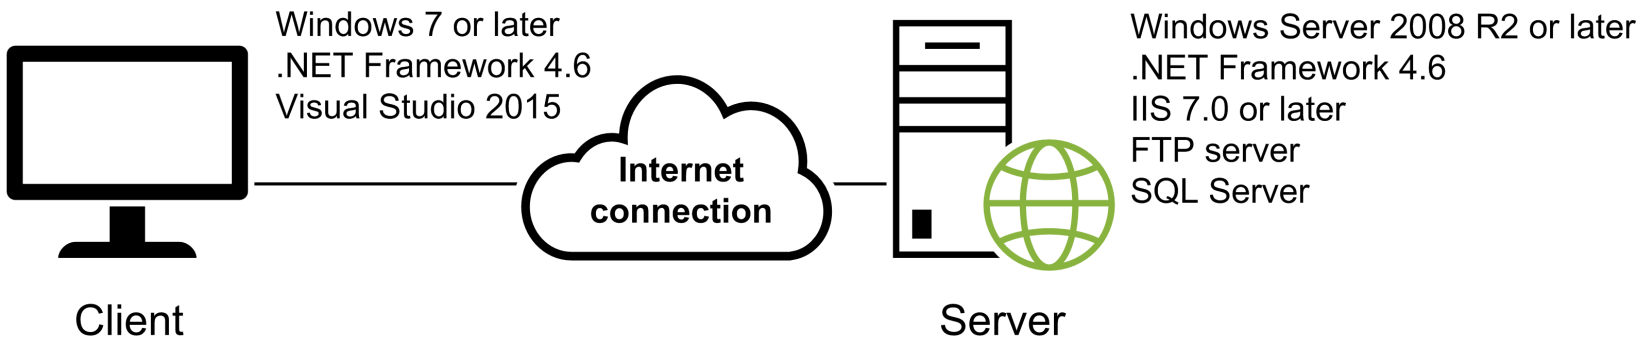 Windows 7 or later
.NET Framework 4.6
Visual Studio 2015
Internet
connection
Windows Server 2008 R2 or later
.NET Framework 4.6
IIS 7.0 or later
FTP server
SQL Server
Client
Server